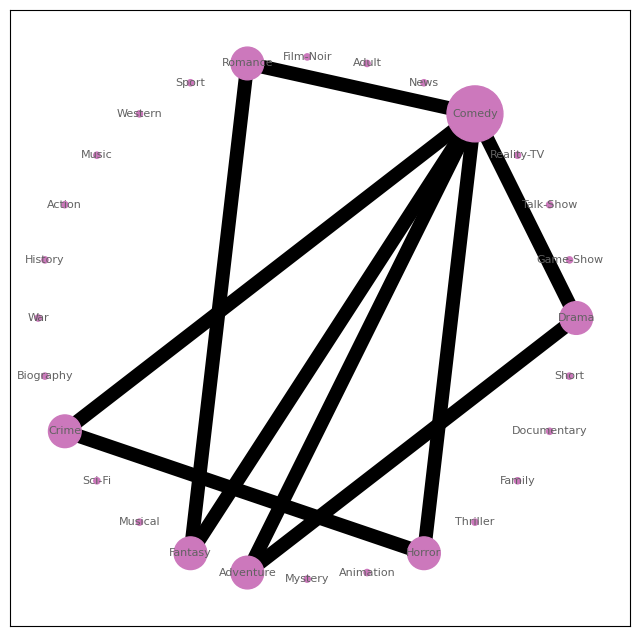 Film-Noir
Romance
Adult
Sport
News
Western
Comedy
Music
Reality-TV
Action
Talk-Show
History
Game-Show
War
Drama
Biography
Short
Crime
Documentary
Sci-Fi
Family
Musical
Thriller
Fantasy
Horror
Adventure
Mystery
Animation